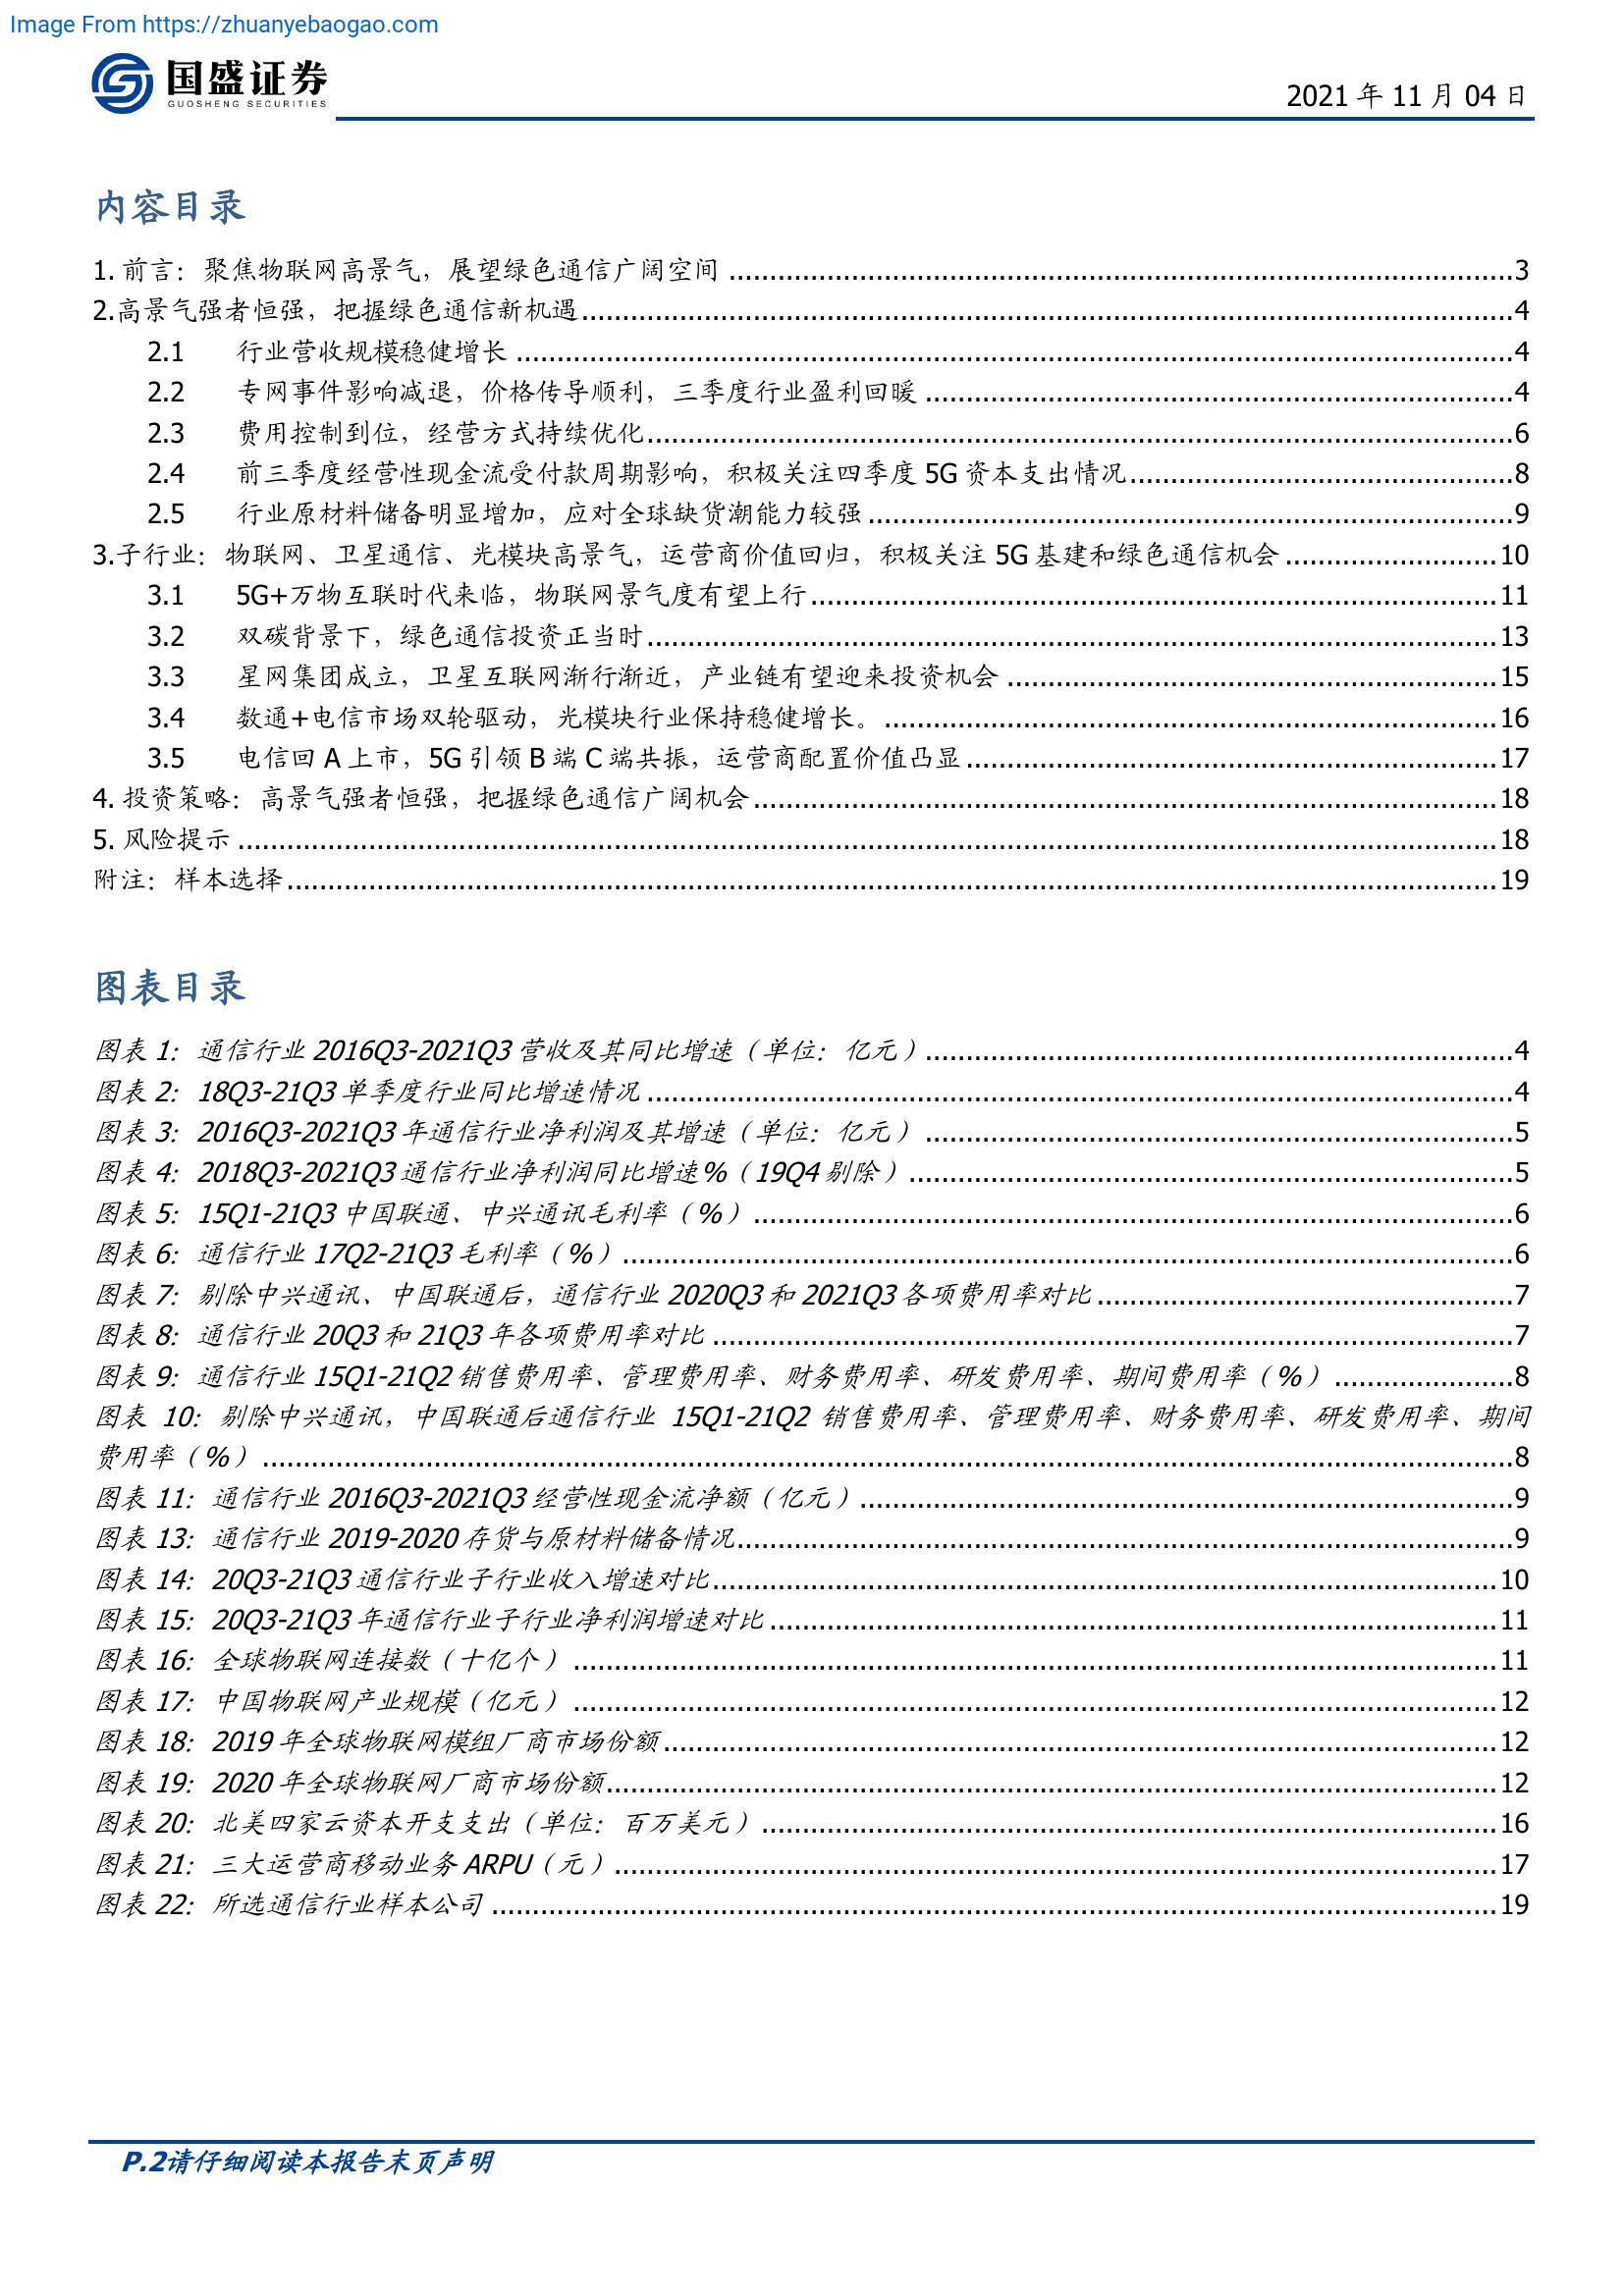 Image From https://zhuanyebaogao.com
国盛证券
GUOSHENG SECURITIES
2021 年 11 月 04 日
内容目录
1. 前言：聚焦物联网高景气，展望绿色通信广阔空间 ........ 3
2.高景气强者恒强，把握绿色通信新机遇 ........ 4
2.1 行业营收规模稳健增长 ........ 4
2.2 专网事件影响减退，价格传导顺利，三季度行业盈利回暖 ........ 4
2.3 费用控制到位，经营方式持续优化 ........ 6
2.4 前三季度经营性现金流受付款周期影响，积极关注四季度 5G 资本支出情况 ........ 8
2.5 行业原材料储备明显增加，应对全球缺货潮能力较强 ........ 9
3.子行业：物联网、卫星通信、光模块高景气，运营商价值回归，积极关注 5G 基建和绿色通信机会 ........ 10
3.1 5G+万物互联时代来临，物联网景气度有望上行 ........ 11
3.2 双碳背景下，绿色通信投资正当时 ........ 13
3.3 星网集团成立，卫星互联网渐行渐近，产业链有望迎来投资机会 ........ 15
3.4 数通+电信市场双轮驱动，光模块行业保持稳健增长。 ........ 16
3.5 电信回 A 上市，5G 引领 B 端 C 端共振，运营商配置价值凸显 ........ 17
4. 投资策略：高景气强者恒强，把握绿色通信广阔机会 ........ 18
5. 风险提示 ........ 18
附注：样本选择 ........ 19
图表目录
图表 1：通信行业 2016Q3-2021Q3 营收及其同比增速（单位：亿元） ........ 4
图表 2：18Q3-21Q3 单季度行业同比增速情况 ........ 4
图表 3：2016Q3-2021Q3 年通信行业净利润及其增速（单位：亿元） ........ 5
图表 4：2018Q3-2021Q3 通信行业净利润同比增速%（19Q4 剔除） ........ 5
图表 5：15Q1-21Q3 中国联通、中兴通讯毛利率（%） ........ 6
图表 6：通信行业 17Q2-21Q3 毛利率（%） ........ 6
图表 7：剔除中兴通讯、中国联通后，通信行业 2020Q3 和 2021Q3 各项费用率对比 ........ 7
图表 8：通信行业 20Q3 和 21Q3 年各项费用率对比 ........ 7
图表 9：通信行业 15Q1-21Q2 销售费用率、管理费用率、财务费用率、研发费用率、期间费用率（%） ........ 8
图表 10：剔除中兴通讯，中国联通后通信行业 15Q1-21Q2 销售费用率、管理费用率、财务费用率、研发费用率、期间
费用率（%） ........ 8
图表 11：通信行业 2016Q3-2021Q3 经营性现金流净额（亿元） ........ 9
图表 13：通信行业 2019-2020 存货与原材料储备情况 ........ 9
图表 14：20Q3-21Q3 通信行业子行业收入增速对比 ........ 10
图表 15：20Q3-21Q3 年通信行业子行业净利润增速对比 ........ 11
图表 16：全球物联网连接数（十亿个） ........ 11
图表 17：中国物联网产业规模（亿元） ........ 12
图表 18：2019 年全球物联网模组厂商市场份额 ........ 12
图表 19：2020 年全球物联网厂商市场份额 ........ 12
图表 20：北美四家云资本开支支出（单位：百万美元） ........ 16
图表 21：三大运营商移动业务 ARPU（元） ........ 17
图表 22：所选通信行业样本公司 ........ 19
P.2请仔细阅读本报告末页声明